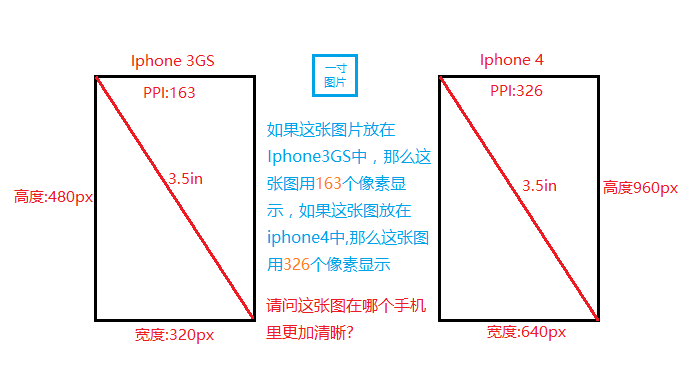 Iphone 3GS
PPI:163
3.5in
高度:480px
宽度:320px
一寸
图片
如果这张图片放在
Iphone3GS中，那么这
张图用163个像素显
示，如果这张图放在
iphone4中,那么这张图
用326个像素显示
请问这张图在哪个手机
里更加清晰?
Iphone 4
PPI:326
3.5in
高度960px
宽度:640px